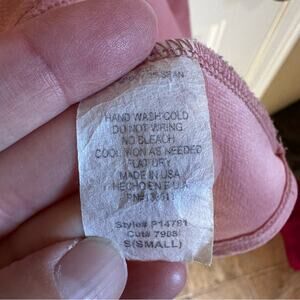 HAND WASH COLD
DO NOT WRING
NO BLEACH
COOL IRON AS NEEDED
FLAT DRY
MADE IN USA
HECHO EN E.U.A
Style# P14781
Cut# 7968
S(SMALL)